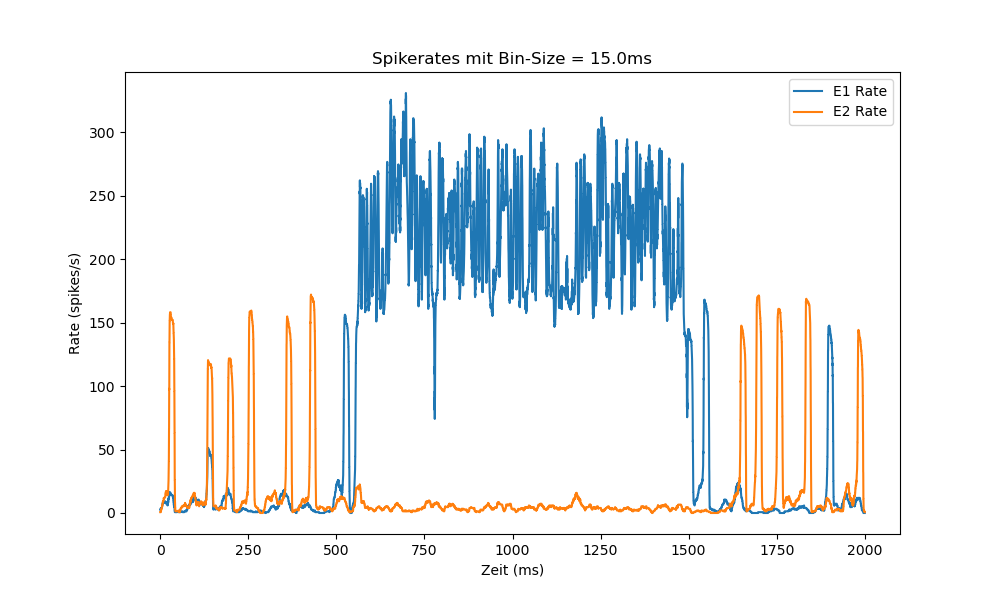 Spikerates mit Bin-Size = 15.0ms
E1 Rate
E2 Rate
Rate (spikes/s)
300
250
200
150
100
50
0
0 250 500 750 1000 1250 1500 1750 2000
Zeit (ms)